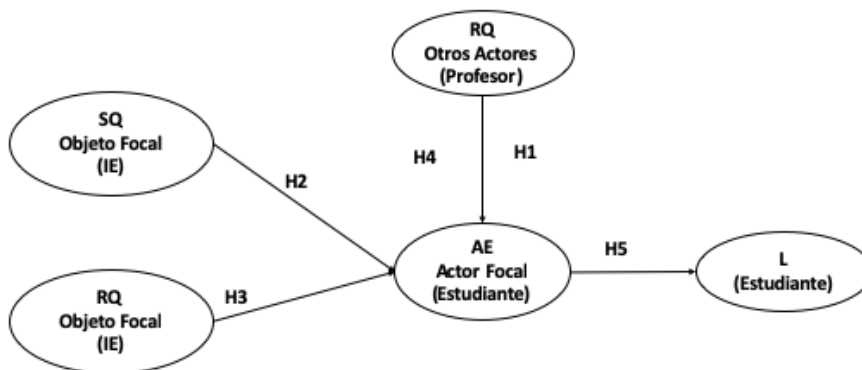 RQ
Otros Actores
(Profesor)
SQ
Objeto Focal
(IE)
H2
H4
H1
RQ
Objeto Focal
(IE)
H3
AE
Actor Focal
(Estudiante)
H5
L
(Estudiante)